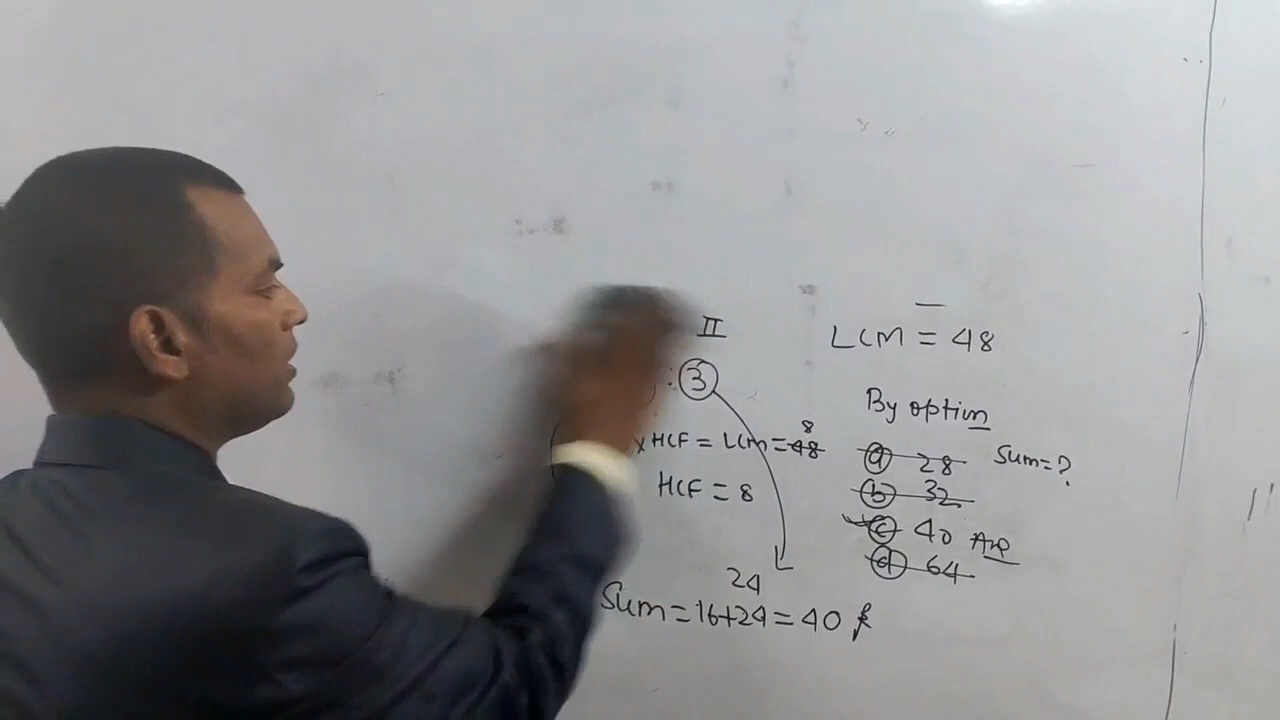 II
LCM = 48
: 3
By option
8
x HCF = LCM = 48
(a) 28 Sum = ?
HCF = 8
(b) 32
(c) 40 Ans
(d) 64
24
Sum = 16+24 = 40